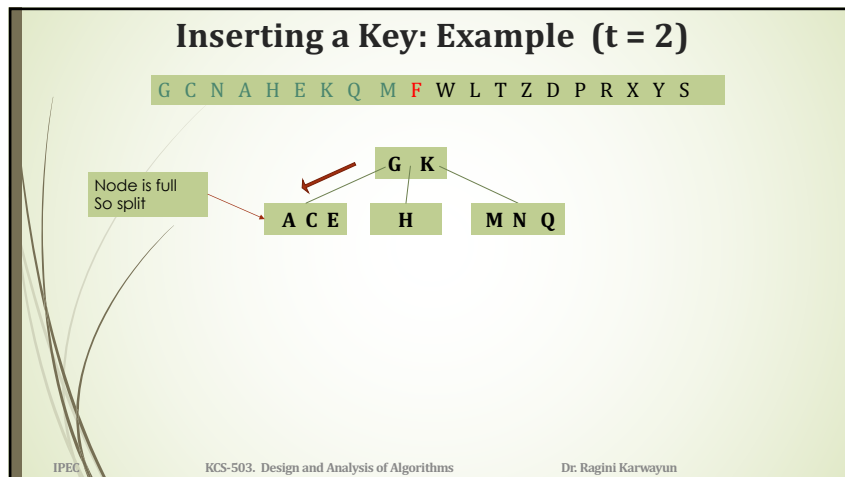 Inserting a Key: Example (t = 2)
G C N A H E K Q M F W L T Z D P R X Y S
G K
Node is full
So split
A C E H M N Q
IPEC KCS-503. Design and Analysis of Algorithms Dr. Ragini Karwayun